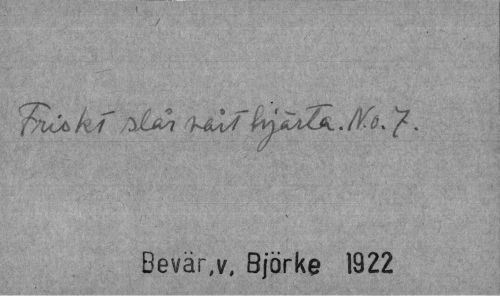 Friskt slår vårt hjärta. No. 7.
Bevär.v. Björke 1922